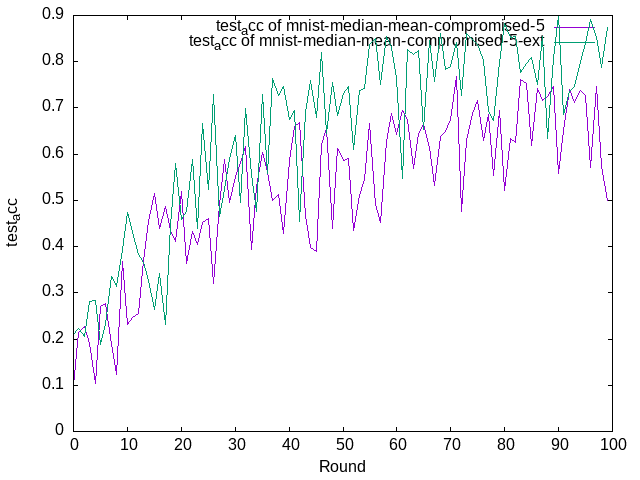 test_acc of mnist-median-mean-compromised-5
test_acc of mnist-median-mean-compromised-5-ext
0.9
0.8
0.7
0.6
0.5
0.4
0.3
0.2
0.1
0
test_acc
0 10 20 30 40 50 60 70 80 90 100
Round